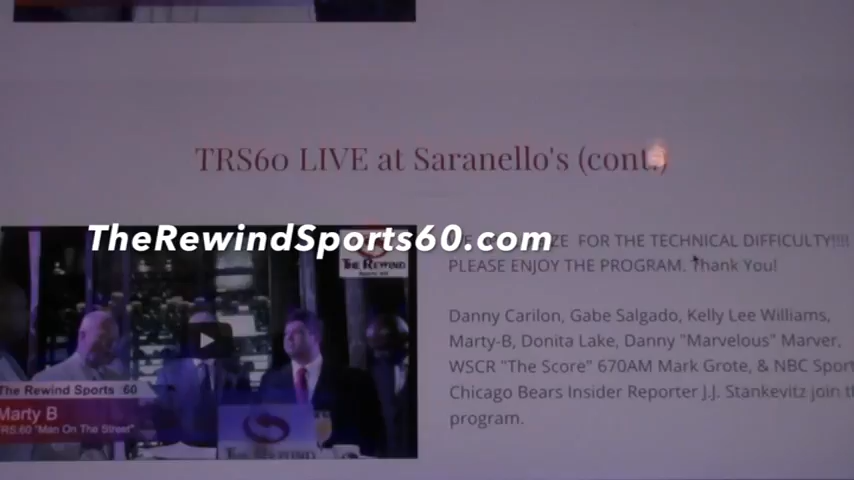 TRS60 LIVE at Saranello's (cont.)
TheRewindSports60.com
ZE FOR THE TECHNICAL DIFFICULTY!!!!
PLEASE ENJOY THE PROGRAM. Thank You!
Danny Carilon, Gabe Salgado, Kelly Lee Williams,
Marty-B, Donita Lake, Danny "Marvelous" Marver,
WSCR "The Score" 670AM Mark Grote, & NBC Sport
Chicago Bears Insider Reporter J.J. Stankevitz join th
program.
THE REWIND
The Rewind Sports :60
Marty B
TRS:60 "Man On The Street"
THE REWIND